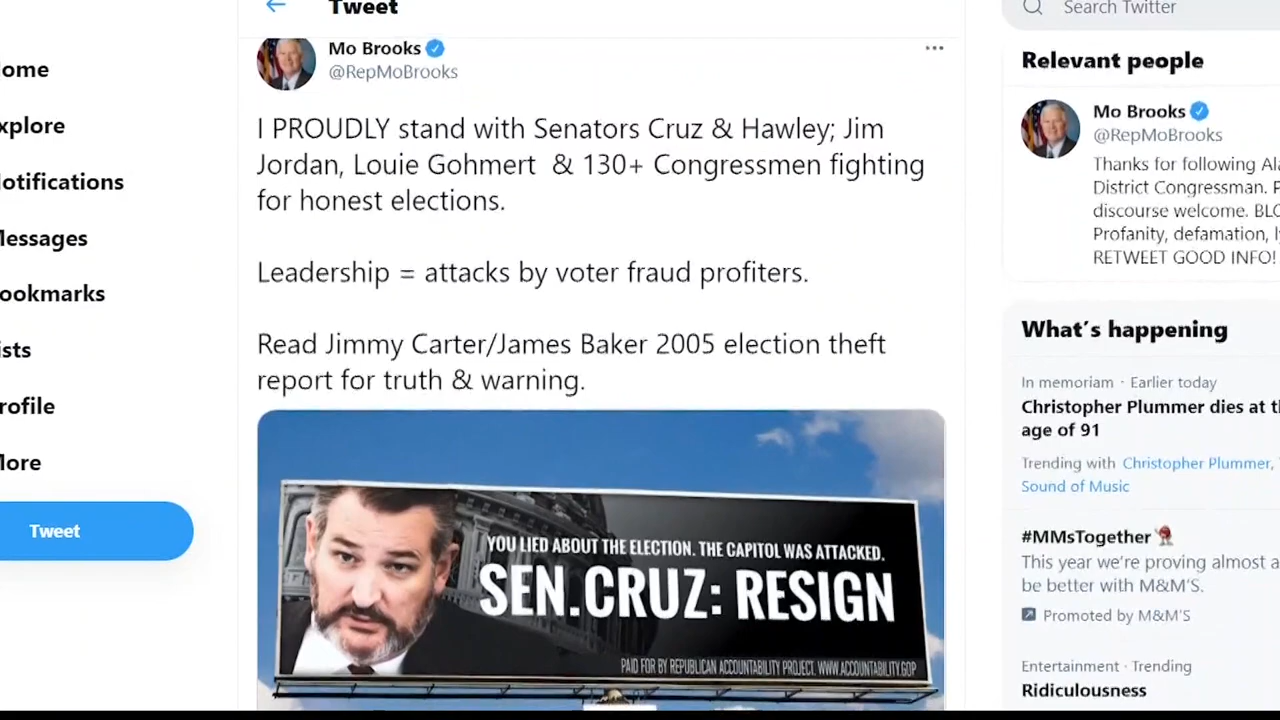 Tweet
Search Twitter
ome
xplore
otifications
essages
ookmarks
ists
rofile
ore
Tweet
Mo Brooks
@RepMoBrooks
I PROUDLY stand with Senators Cruz & Hawley; Jim
Jordan, Louie Gohmert & 130+ Congressmen fighting
for honest elections.
Leadership = attacks by voter fraud profiters.
Read Jimmy Carter/James Baker 2005 election theft
report for truth & warning.
YOU LIED ABOUT THE ELECTION. THE CAPITOL WAS ATTACKED.
SEN.CRUZ: RESIGN
PAID FOR BY REPUBLICAN ACCOUNTABILITY PROJECT. WWW.ACCOUNTABILITY.GOP
Relevant people
Mo Brooks
@RepMoBrooks
Thanks for following Al
District Congressman. P
discourse welcome. BLO
Profanity, defamation, l
RETWEET GOOD INFO!
What's happening
In memoriam · Earlier today
Christopher Plummer dies at t
age of 91
Trending with Christopher Plummer,
Sound of Music
#MMsTogether
This year we're proving almost a
be better with M&M'S.
Promoted by M&M'S
Entertainment · Trending
Ridiculousness